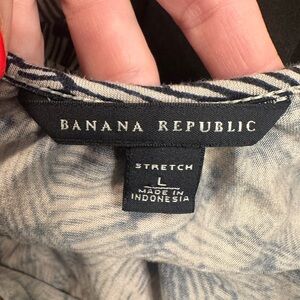 BANANA REPUBLIC
STRETCH
L
MADE IN
INDONESIA